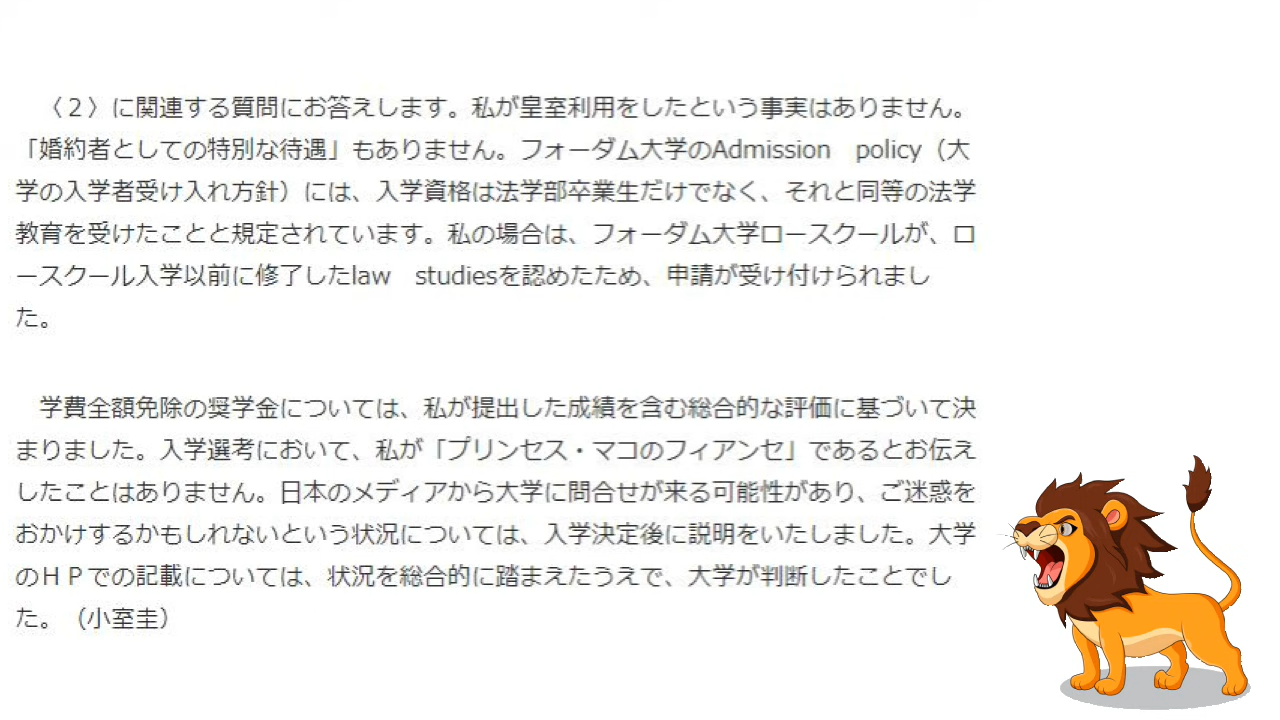 〈２〉に関連する質問にお答えします。私が皇室利用をしたという事実はありません。
「婚約者としての特別な待遇」もありません。フォーダム大学のAdmission　policy（大
学の入学者受け入れ方針）には、入学資格は法学部卒業生だけでなく、それと同等の法学
教育を受けたことと規定されています。私の場合は、フォーダム大学ロースクールが、ロ
ースクール入学以前に修了したlaw　studiesを認めたため、申請が受け付けられまし
た。
学費全額免除の奨学金については、私が提出した成績を含む総合的な評価に基づいて決
まりました。入学選考において、私が「プリンセス・マコのフィアンセ」であるとお伝え
したことはありません。日本のメディアから大学に問合せが来る可能性があり、ご迷惑を
おかけするかもしれないという状況については、入学決定後に説明をいたしました。大学
のＨＰでの記載については、状況を総合的に踏まえたうえで、大学が判断したことでし
た。（小室圭）